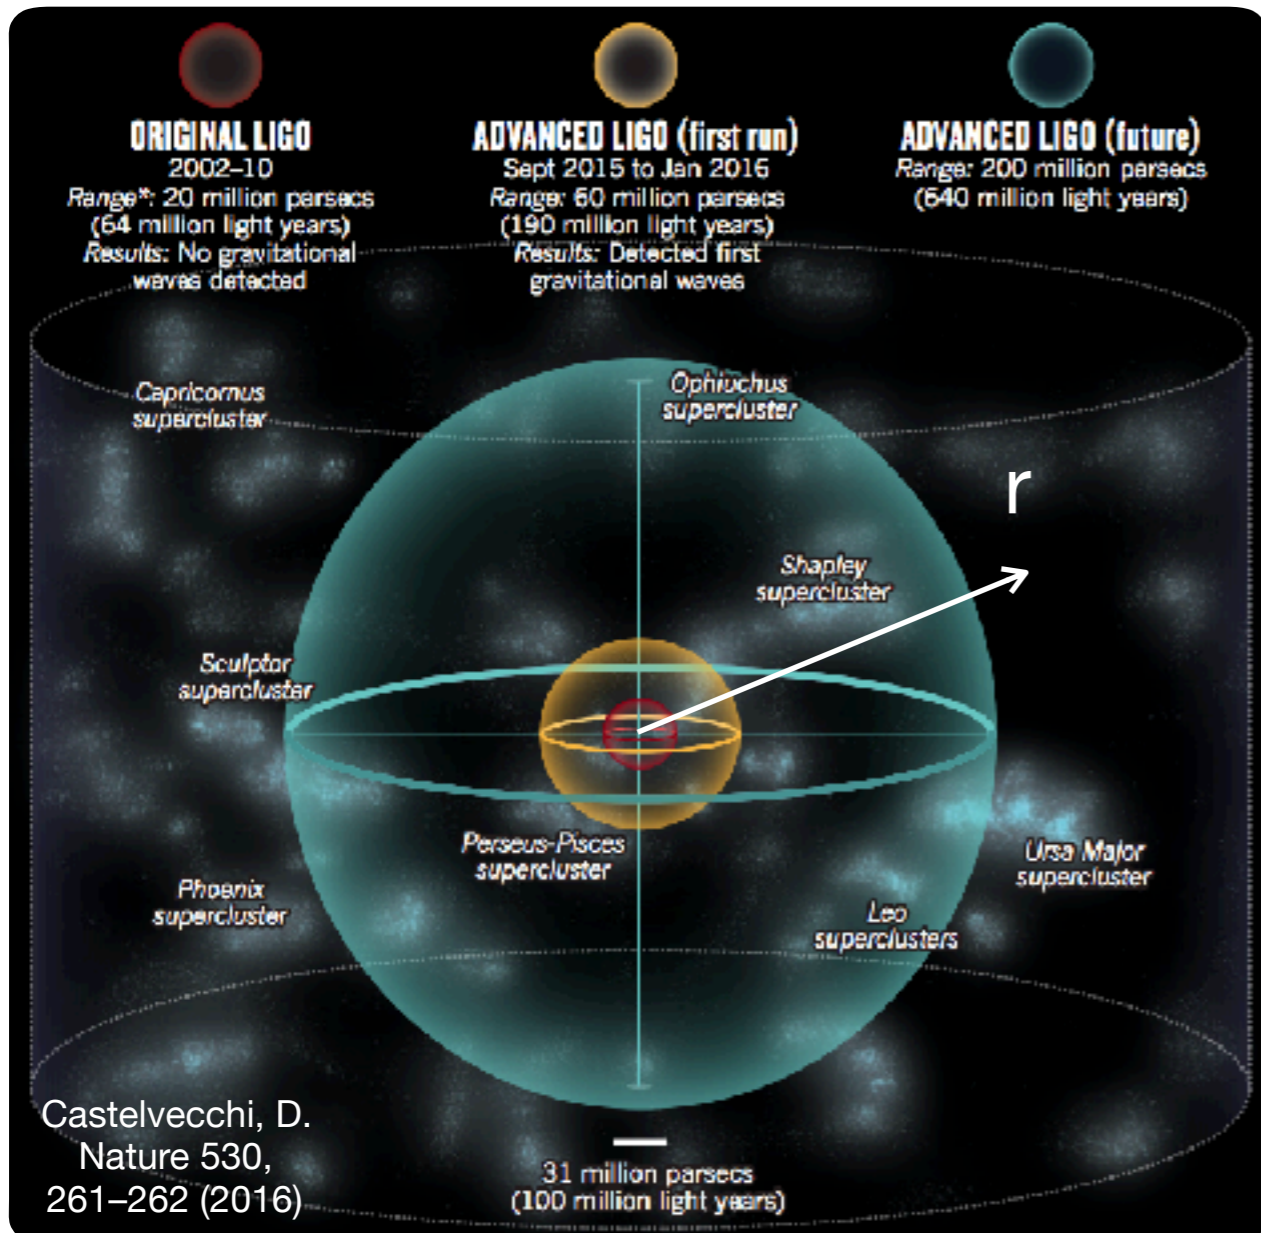 ORIGINAL LIGO
2002–10
Range*: 20 million parsecs
(64 million light years)
Results: No gravitational
waves detected
ADVANCED LIGO (first run)
Sept 2015 to Jan 2016
Range: 60 million parsecs
(190 million light years)
Results: Detected first
gravitational waves
ADVANCED LIGO (future)
Range: 200 million parsecs
(640 million light years)
Capricornus
supercluster
Ophiuchus
supercluster
r
Shapley
supercluster
Sculptor
supercluster
Perseus-Pisces
supercluster
Ursa Major
supercluster
Phoenix
supercluster
Leo
superclusters
Castelvecchi, D.
Nature 530,
261–262 (2016)
31 million parsecs
(100 million light years)